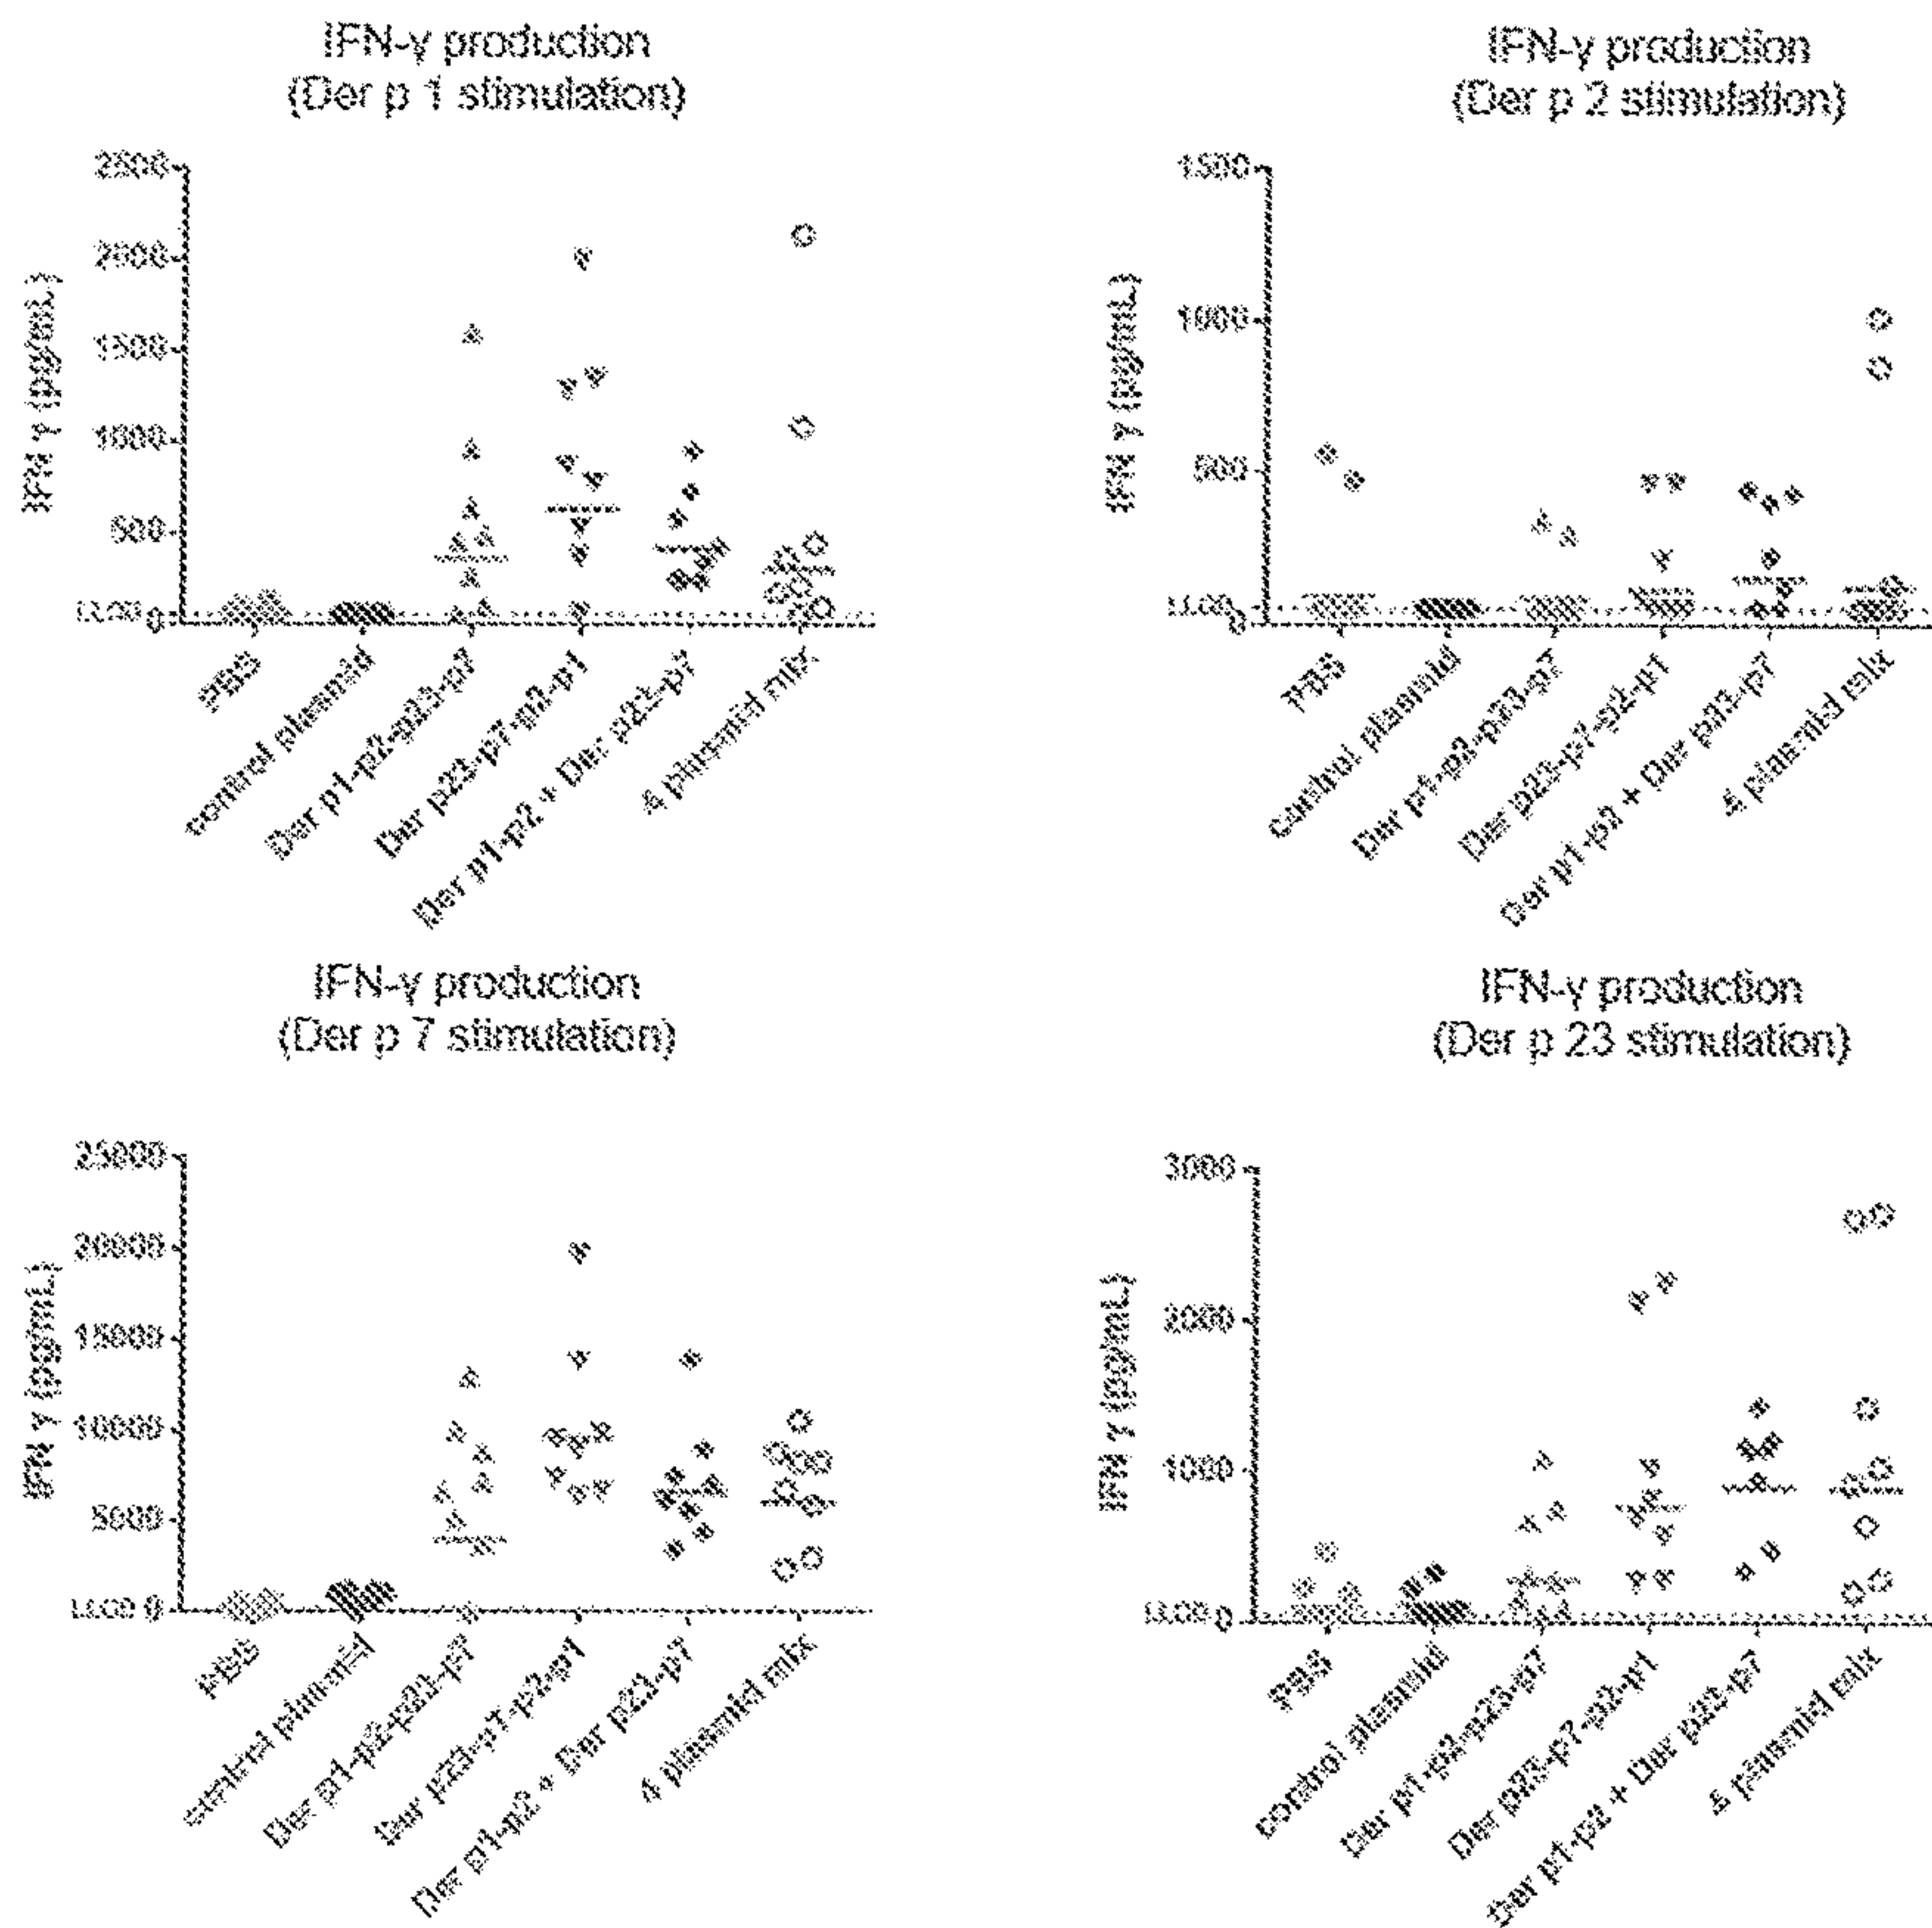 IFN-γ production
(Der p 1 stimulation)
IFN γ (pg/mL)
2500
2000
1500
1000
500
LLOD 0
PBS
control plasmid
Der p1-p2-p23-p7
Der p23-p7-p2-p1
Der p1-p2 + Der p23-p7
4 plasmid mix
IFN-γ production
(Der p 2 stimulation)
IFN γ (pg/mL)
1500
1000
500
LLOD
0
PBS
control plasmid
Der p1-p2-p23-p7
Der p23-p7-p2-p1
Der p1-p2 + Der p23-p7
4 plasmid mix
IFN-γ production
(Der p 7 stimulation)
IFN γ (pg/mL)
25000
20000
15000
10000
5000
LLOD 0
PBS
control plasmid
Der p1-p2-p23-p7
Der p23-p7-p2-p1
Der p1-p2 + Der p23-p7
4 plasmid mix
IFN-γ production
(Der p 23 stimulation)
IFN γ (pg/mL)
3000
2000
1000
LLOD 0
PBS
control plasmid
Der p1-p2-p23-p7
Der p23-p7-p2-p1
Der p1-p2 + Der p23-p7
4 plasmid mix